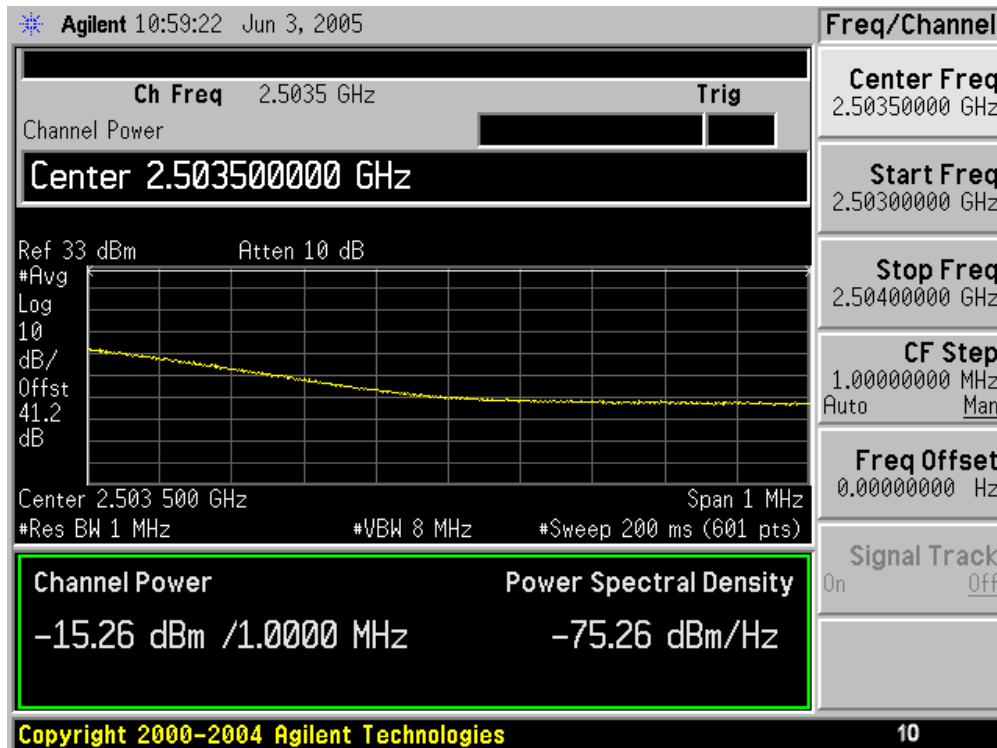 Agilent 10:59:22 Jun 3, 2005
Freq/Channel
Ch Freq 2.5035 GHz Trig
Channel Power
Center 2.503500000 GHz
Ref 33 dBm Atten 10 dB
#Avg
Log
10
dB/
Offst
41.2
dB
Center 2.503 500 GHz Span 1 MHz
#Res BW 1 MHz #VBW 8 MHz #Sweep 200 ms (601 pts)
Channel Power Power Spectral Density
-15.26 dBm /1.0000 MHz -75.26 dBm/Hz
Center Freq
2.50350000 GHz
Start Freq
2.50300000 GHz
Stop Freq
2.50400000 GHz
CF Step
1.00000000 MHz
Auto Man
Freq Offset
0.00000000 Hz
Signal Track
On Off
Copyright 2000-2004 Agilent Technologies 10